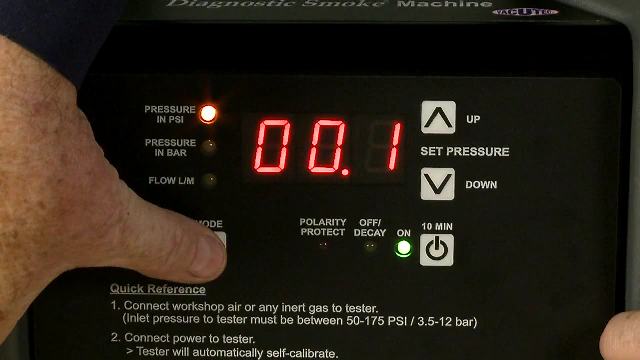 Diagnostic Smoke® Machine
VACUTEC
PRESSURE
IN PSI
PRESSURE
IN BAR
FLOW L/M
00.1
UP
SET PRESSURE
DOWN
MODE
POLARITY
PROTECT
OFF/
DECAY
ON
10 MIN
Quick Reference
1. Connect workshop air or any inert gas to tester.
(Inlet pressure to tester must be between 50-175 PSI / 3.5-12 bar)
2. Connect power to tester.
> Tester will automatically self-calibrate.